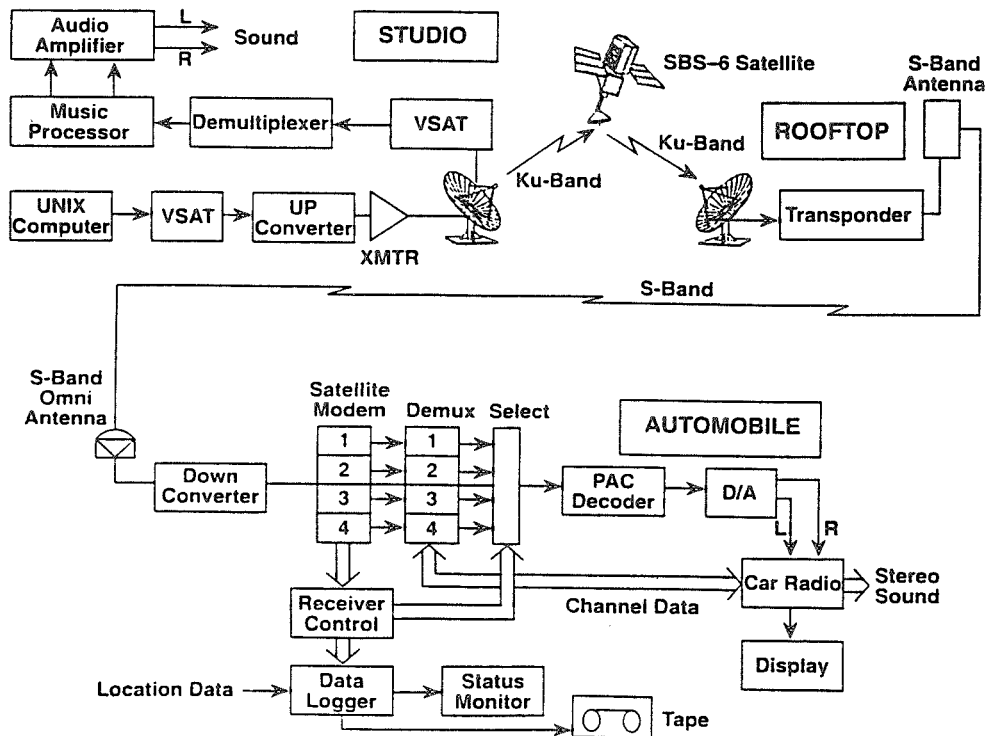 Audio
Amplifier
L
R
Sound
STUDIO
SBS-6 Satellite
S-Band
Antenna
Music
Processor
Demultiplexer
VSAT
Ku-Band
Ku-Band
ROOFTOP
UNIX
Computer
VSAT
UP
Converter
XMTR
Transponder
S-Band
S-Band
Omni
Antenna
Satellite
Modem
Demux
Select
AUTOMOBILE
1
1
2
2
3
3
4
4
Down
Converter
PAC
Decoder
D/A
L
R
Receiver
Control
Channel Data
Car Radio
Stereo
Sound
Display
Location Data
Data
Logger
Status
Monitor
Tape